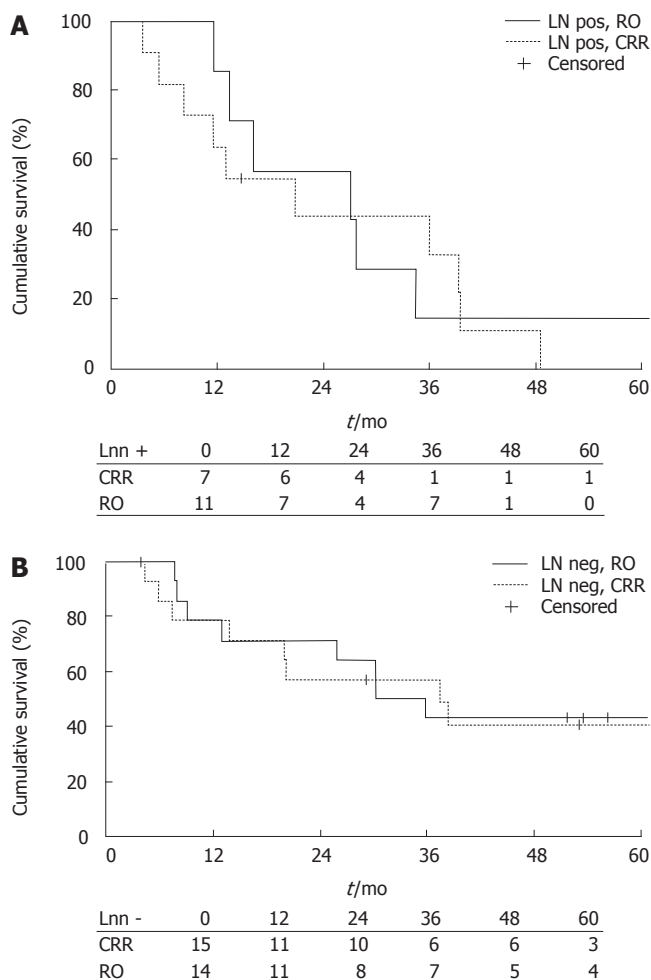 A
LN pos, RO
LN pos, CRR
Censored
Cumulative survival (%)
100
80
60
40
20
0
0 12 24 36 48 60
t/mo
Lnn + 0 12 24 36 48 60
CRR 7 6 4 1 1 1
RO 11 7 4 7 1 0
B
LN neg, RO
LN neg, CRR
Censored
Cumulative survival (%)
100
80
60
40
20
0
0 12 24 36 48 60
t/mo
Lnn - 0 12 24 36 48 60
CRR 15 11 10 6 6 3
RO 14 11 8 7 5 4